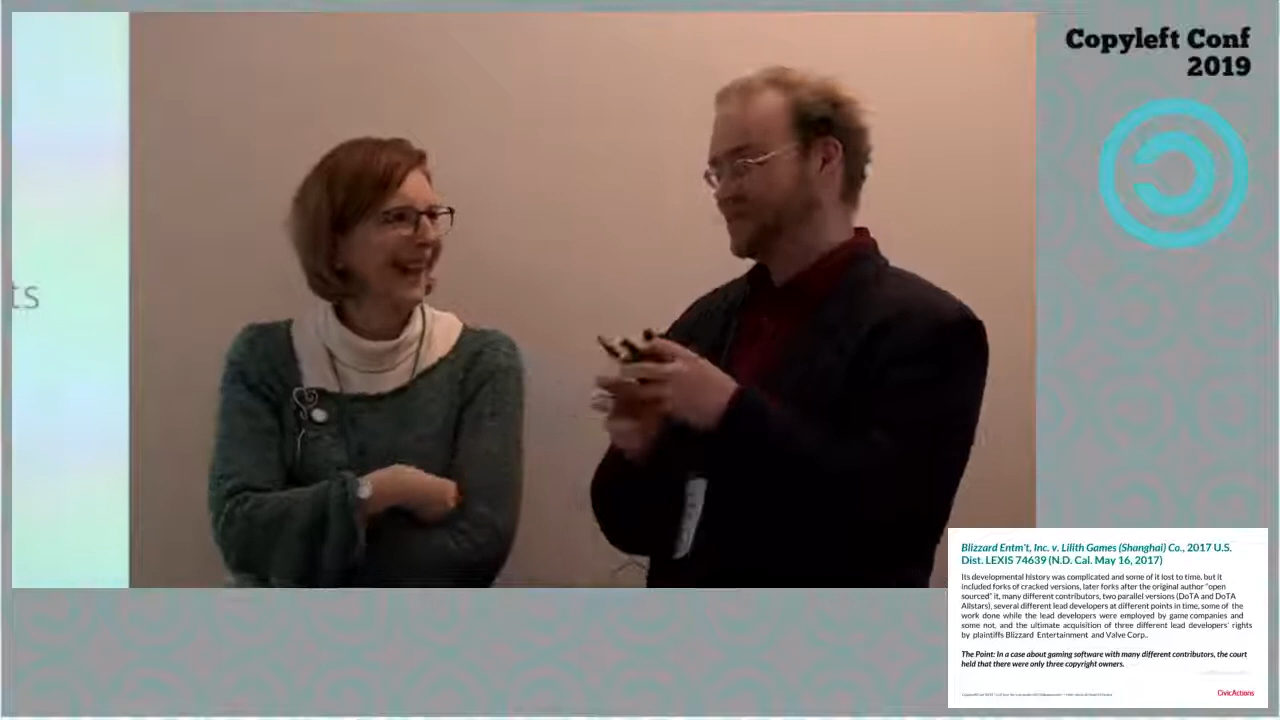 Copyleft Conf
2019
ts
Blizzard Entm't, Inc. v. Lilith Games (Shanghai) Co., 2017 U.S.
Dist. LEXIS 74639 (N.D. Cal. May 16, 2017)
Its developmental history was complicated and some of it lost to time, but it
included forks of cracked versions, later forks after the original author "open
sourced" it, many different contributors, two parallel versions (DoTA and DoTA
Allstars), several different lead developers at different points in time, some of the
work done while the lead developers were employed by game companies and
some not, and the ultimate acquisition of three different lead developers' rights
by plaintiffs Blizzard Entertainment and Valve Corp..
The Point: In a case about gaming software with many different contributors, the court
held that there were only three copyright owners.
CivicActions